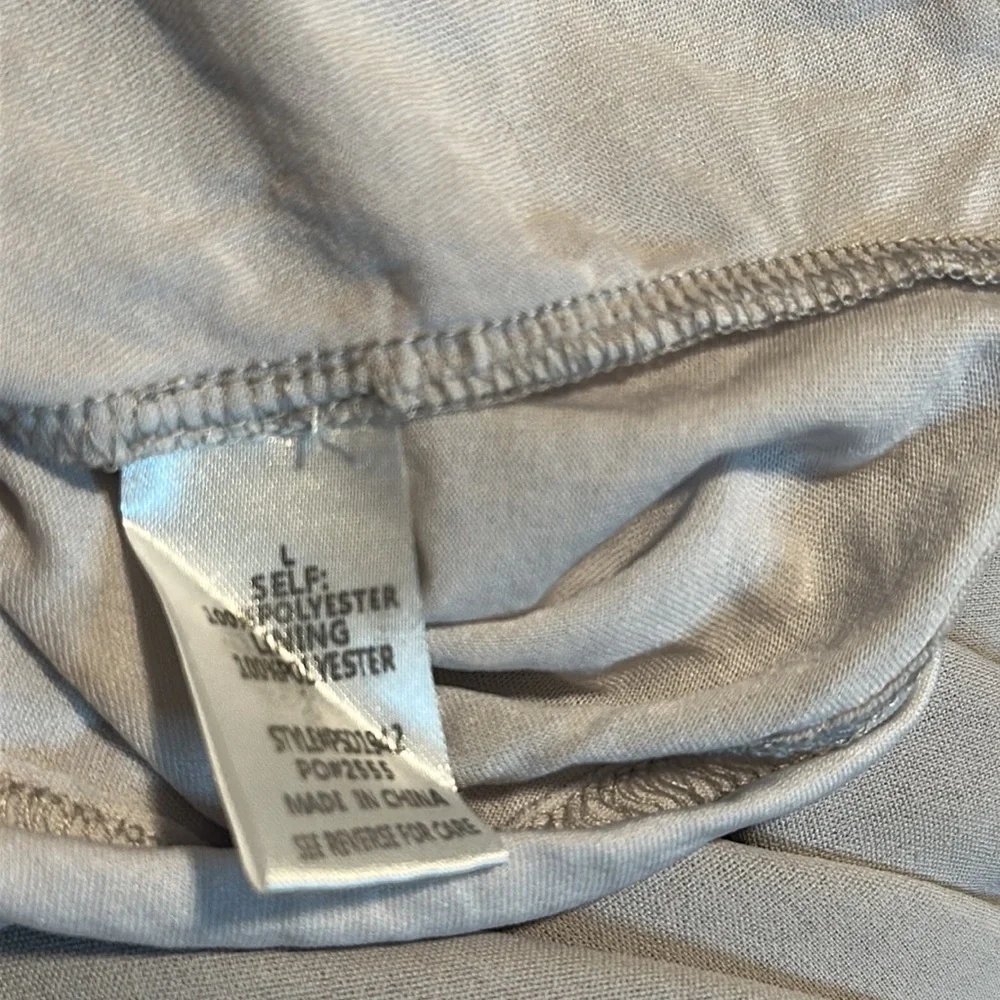 L
SELF:
100%POLYESTER
LINING
100%POLYESTER
STYLE#PSD1942
PO#2555
MADE IN CHINA
SEE REVERSE FOR CARE